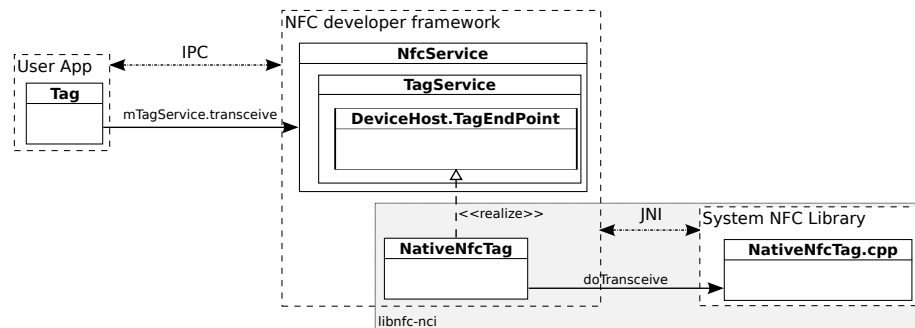 NFC developer framework
User App
IPC
NfcService
TagService
Tag
mTagService.transceive
DeviceHost.TagEndPoint
<<realize>>
JNI
System NFC Library
NativeNfcTag
NativeNfcTag.cpp
doTransceive
libnfc-nci